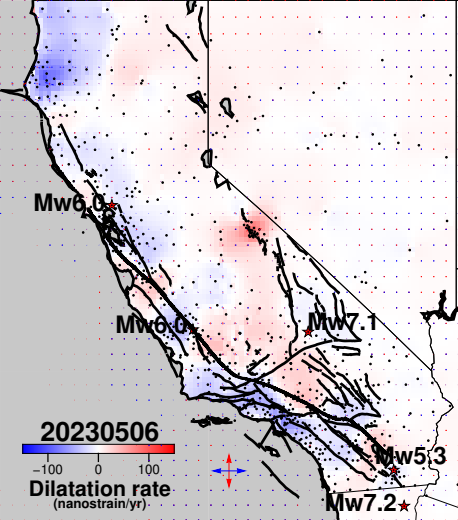 Mw6.0
Mw6.0
Mw7.1
20230506
−100 0 100
Dilatation rate
(nanostrain/yr)
Mw5.3
Mw7.2